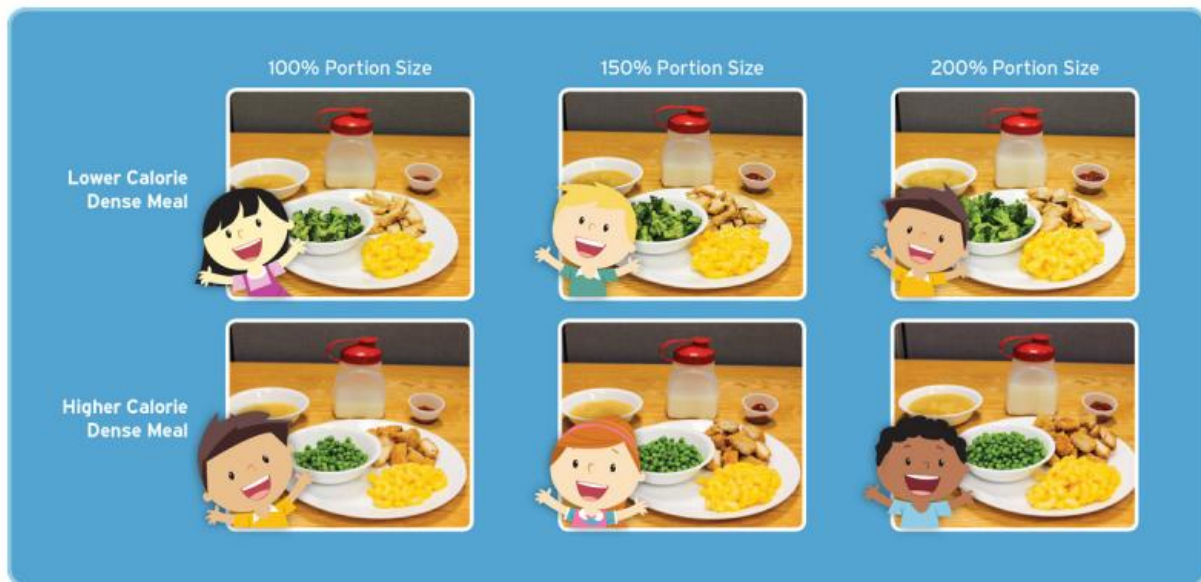 100% Portion Size
150% Portion Size
200% Portion Size
Lower Calorie
Dense Meal
Higher Calorie
Dense Meal